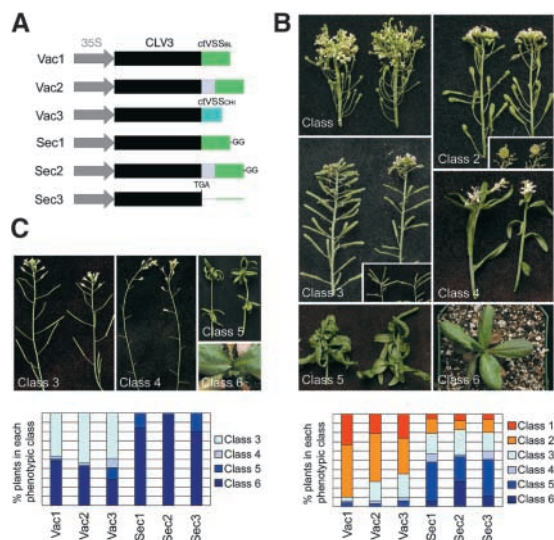 A
35S CLV3 ctVSSBL
Vac1
Vac2
ctVSSCHI
Vac3
Sec1 -GG
Sec2 -GG
TGA
Sec3
B
Class
Class 2
Class 3
Class 4
Class 5
Class 6
C
Class 3
Class 4
Class 5
Class 6
% plants in each
phenotypic class
Class 3
Class 4
Class 5
Class 6
Vac1 Vac2 Vac3 Sec1 Sec2 Sec3
% plants in each
phenotypic class
Class 1
Class 2
Class 3
Class 4
Class 5
Class 6
Vac1 Vac2 Vac3 Sec1 Sec2 Sec3